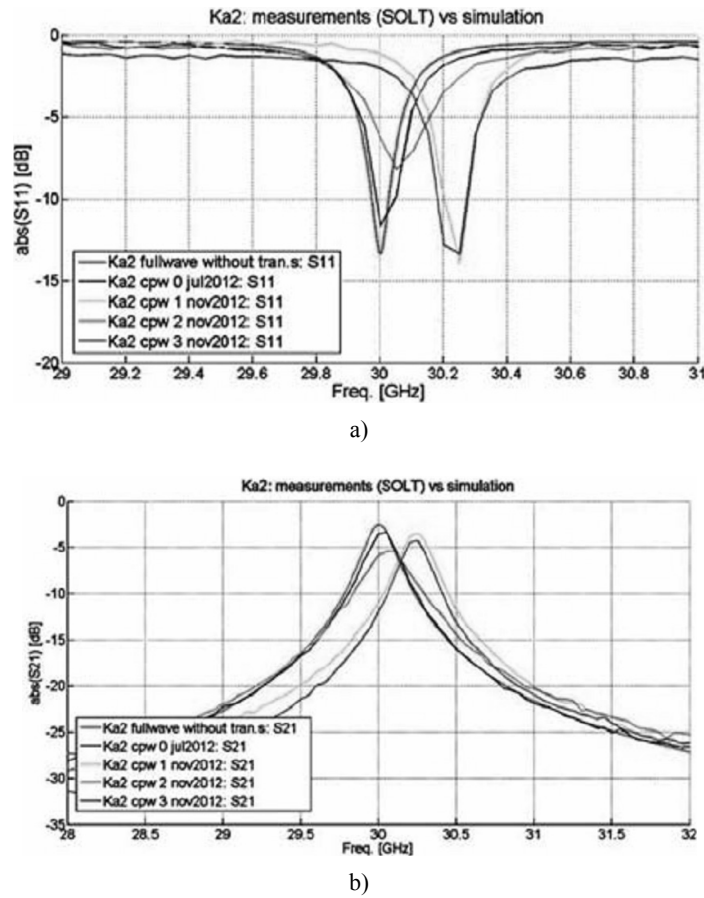 Ka2: measurements (SOLT) vs simulation
0
-5
-10
-15
-20
abs(S11) [dB]
Ka2 fullwave without tran.s: S11
Ka2 cpw 0 jul2012: S11
Ka2 cpw 1 nov2012: S11
Ka2 cpw 2 nov2012: S11
Ka2 cpw 3 nov2012: S11
29 29.2 29.4 29.6 29.8 30 30.2 30.4 30.6 30.8 31
Freq. [GHz]
a)
Ka2: measurements (SOLT) vs simulation
0
-5
-10
-15
-20
-25
-30
-35
abs(S21) [dB]
Ka2 fullwave without tran.s: S21
Ka2 cpw 0 jul2012: S21
Ka2 cpw 1 nov2012: S21
Ka2 cpw 2 nov2012: S21
Ka2 cpw 3 nov2012: S21
28 28.5 29 29.5 30 30.5 31 31.5 32
Freq. [GHz]
b)